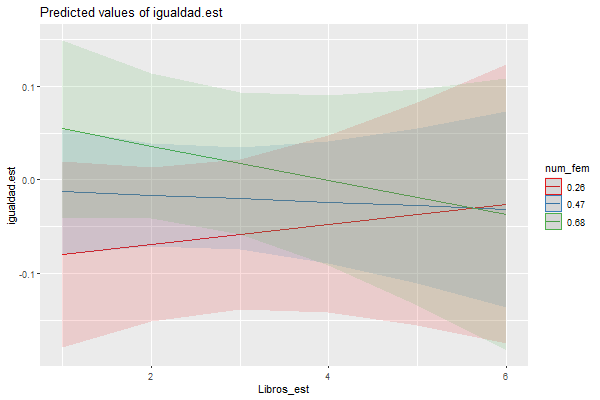 Predicted values of igualdad.est
igualdad.est
0.1
0.0
-0.1
2
4
6
Libros_est
num_fem
0.26
0.47
0.68